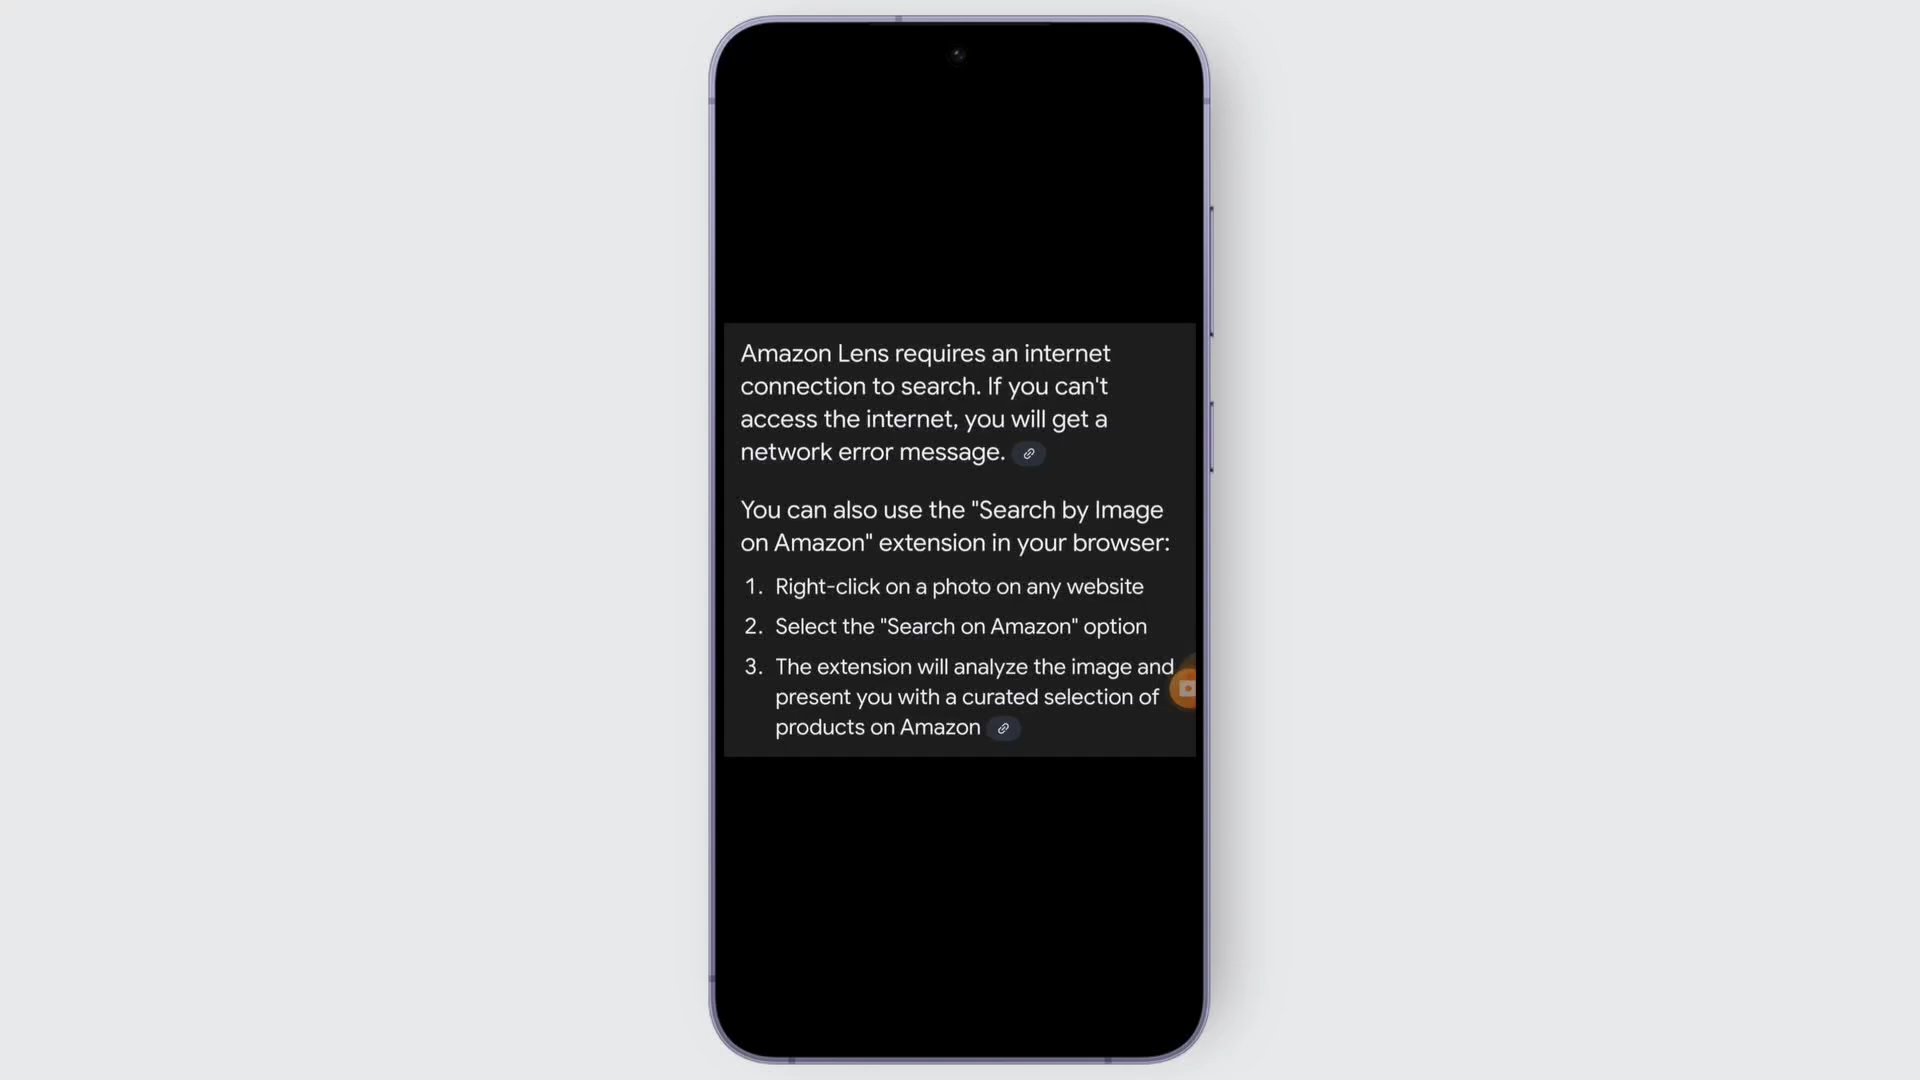 Amazon Lens requires an internet
connection to search. If you can't
access the internet, you will get a
network error message.
You can also use the "Search by Image
on Amazon" extension in your browser:
1. Right-click on a photo on any website
2. Select the "Search on Amazon" option
3. The extension will analyze the image and
present you with a curated selection of
products on Amazon